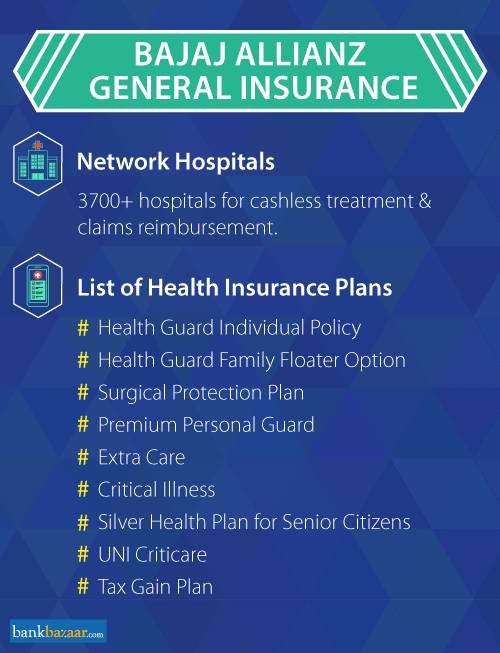 BAJAJ ALLIANZ
GENERAL INSURANCE
Network Hospitals
3700+ hospitals for cashless treatment &
claims reimbursement.
List of Health Insurance Plans
# Health Guard Individual Policy
# Health Guard Family Floater Option
# Surgical Protection Plan
# Premium Personal Guard
# Extra Care
# Critical Illness
# Silver Health Plan for Senior Citizens
# UNI Criticare
# Tax Gain Plan
bankbazaar.com